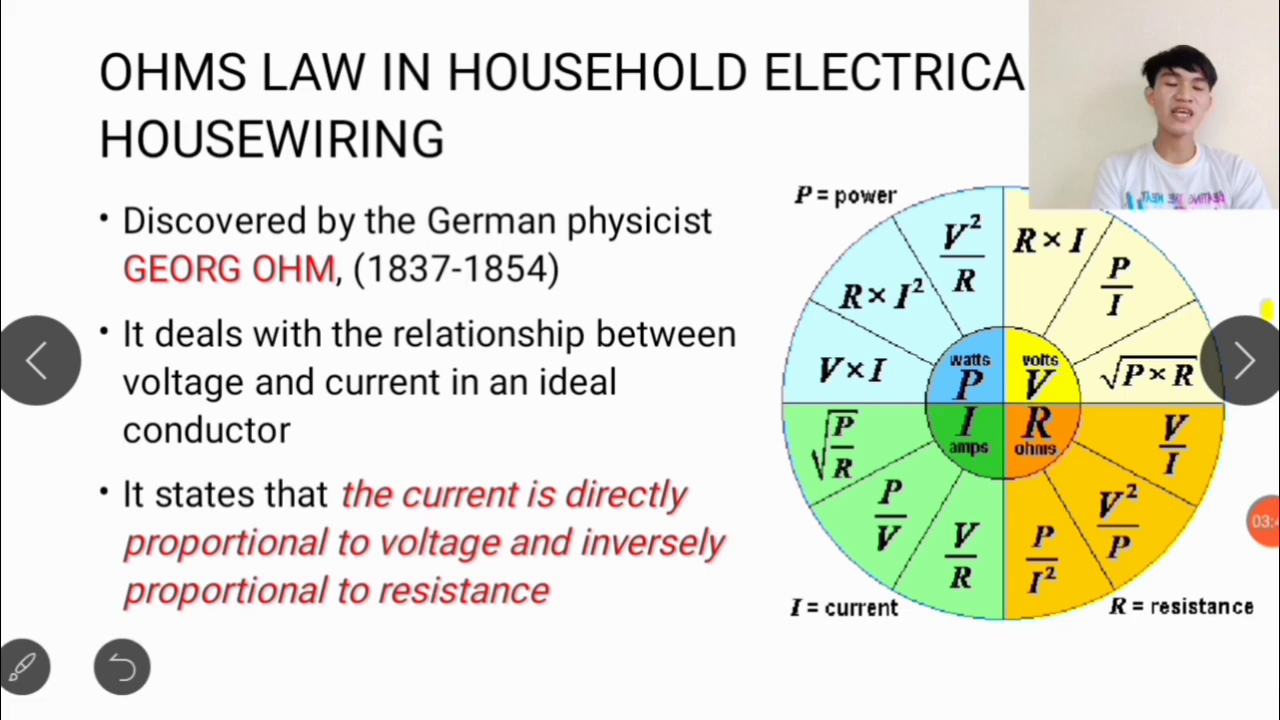 OHMS LAW IN HOUSEHOLD ELECTRICA
HOUSEWIRING
• Discovered by the German physicist
GEORG OHM, (1837-1854)
• It deals with the relationship between
voltage and current in an ideal
conductor
• It states that the current is directly
proportional to voltage and inversely
proportional to resistance
P = power
V²/R
R × I
P/I
R × I²
V × I
√(P × R)
watts
P
volts
V
I
amps
R
ohms
√(P/R)
P/V
V/R
P/I²
V²/P
V/I
I = current
R = resistance